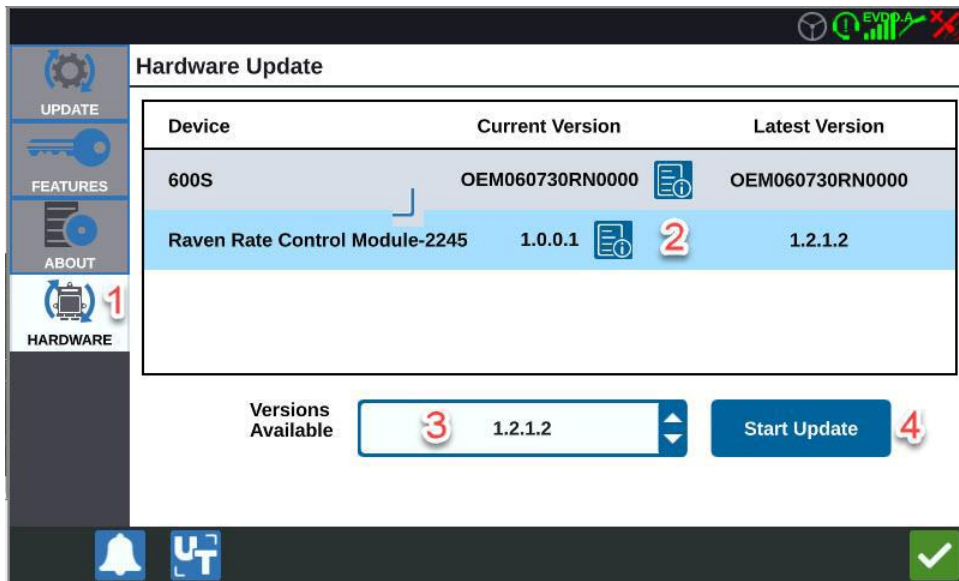 EVDO.A
Hardware Update
UPDATE
Device Current Version Latest Version
FEATURES
600S OEM060730RN0000 OEM060730RN0000
ABOUT
Raven Rate Control Module-2245 1.0.0.1 2 1.2.1.2
1
HARDWARE
Versions
Available
3 1.2.1.2
Start Update 4
UT